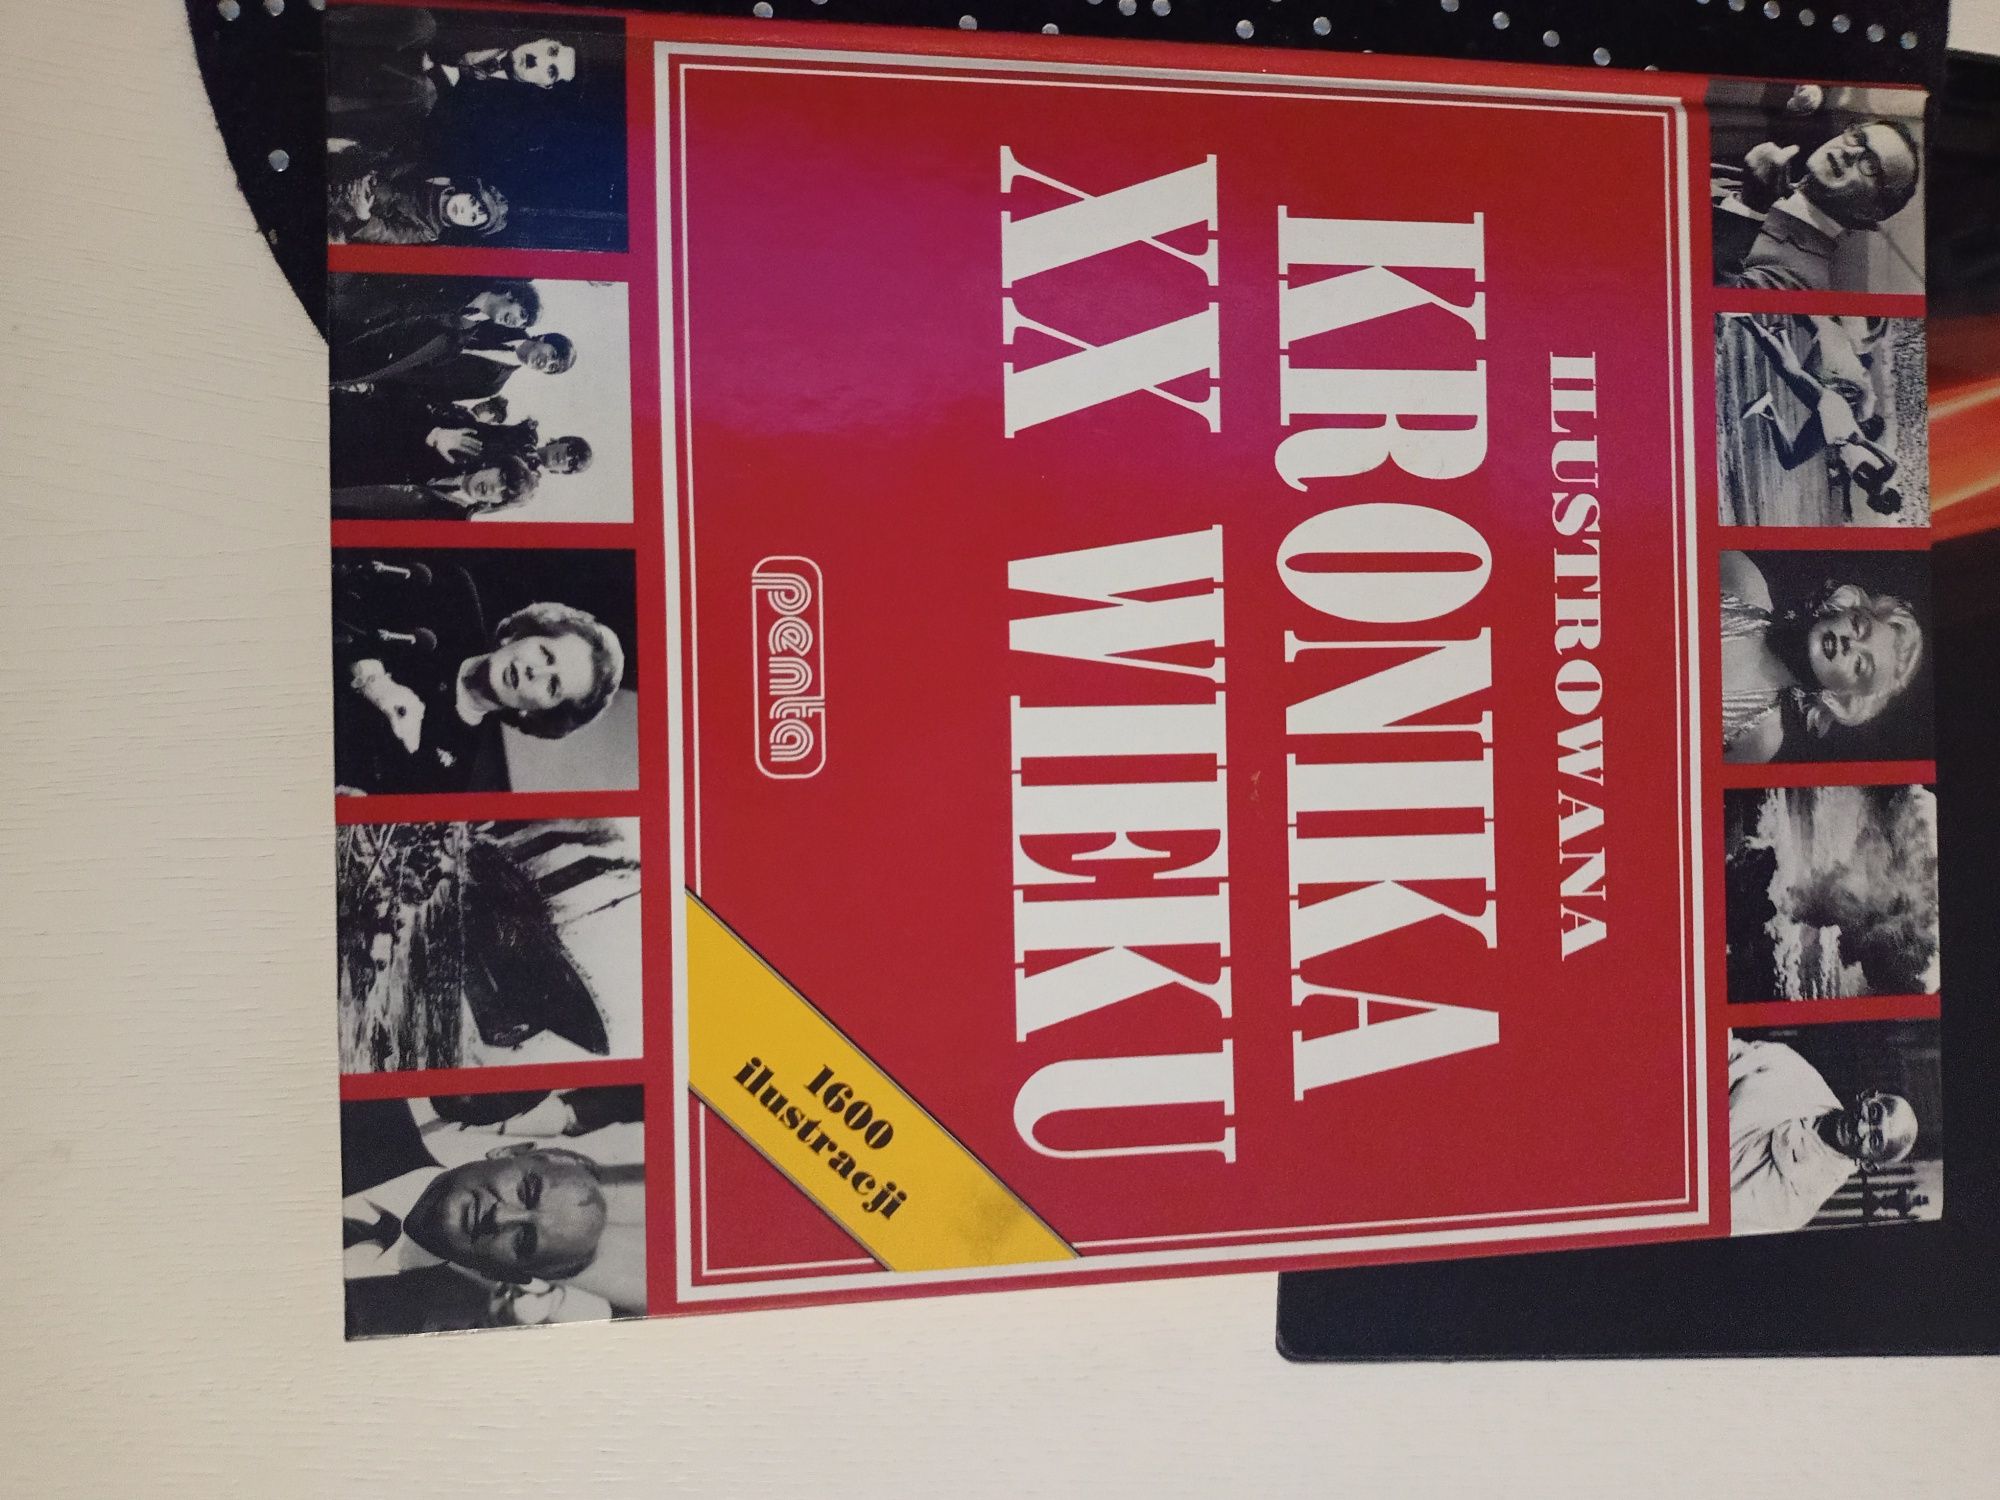 ILUSTROWANA
KRONIKA
XX WIEKU
penta
1600
ilustracji